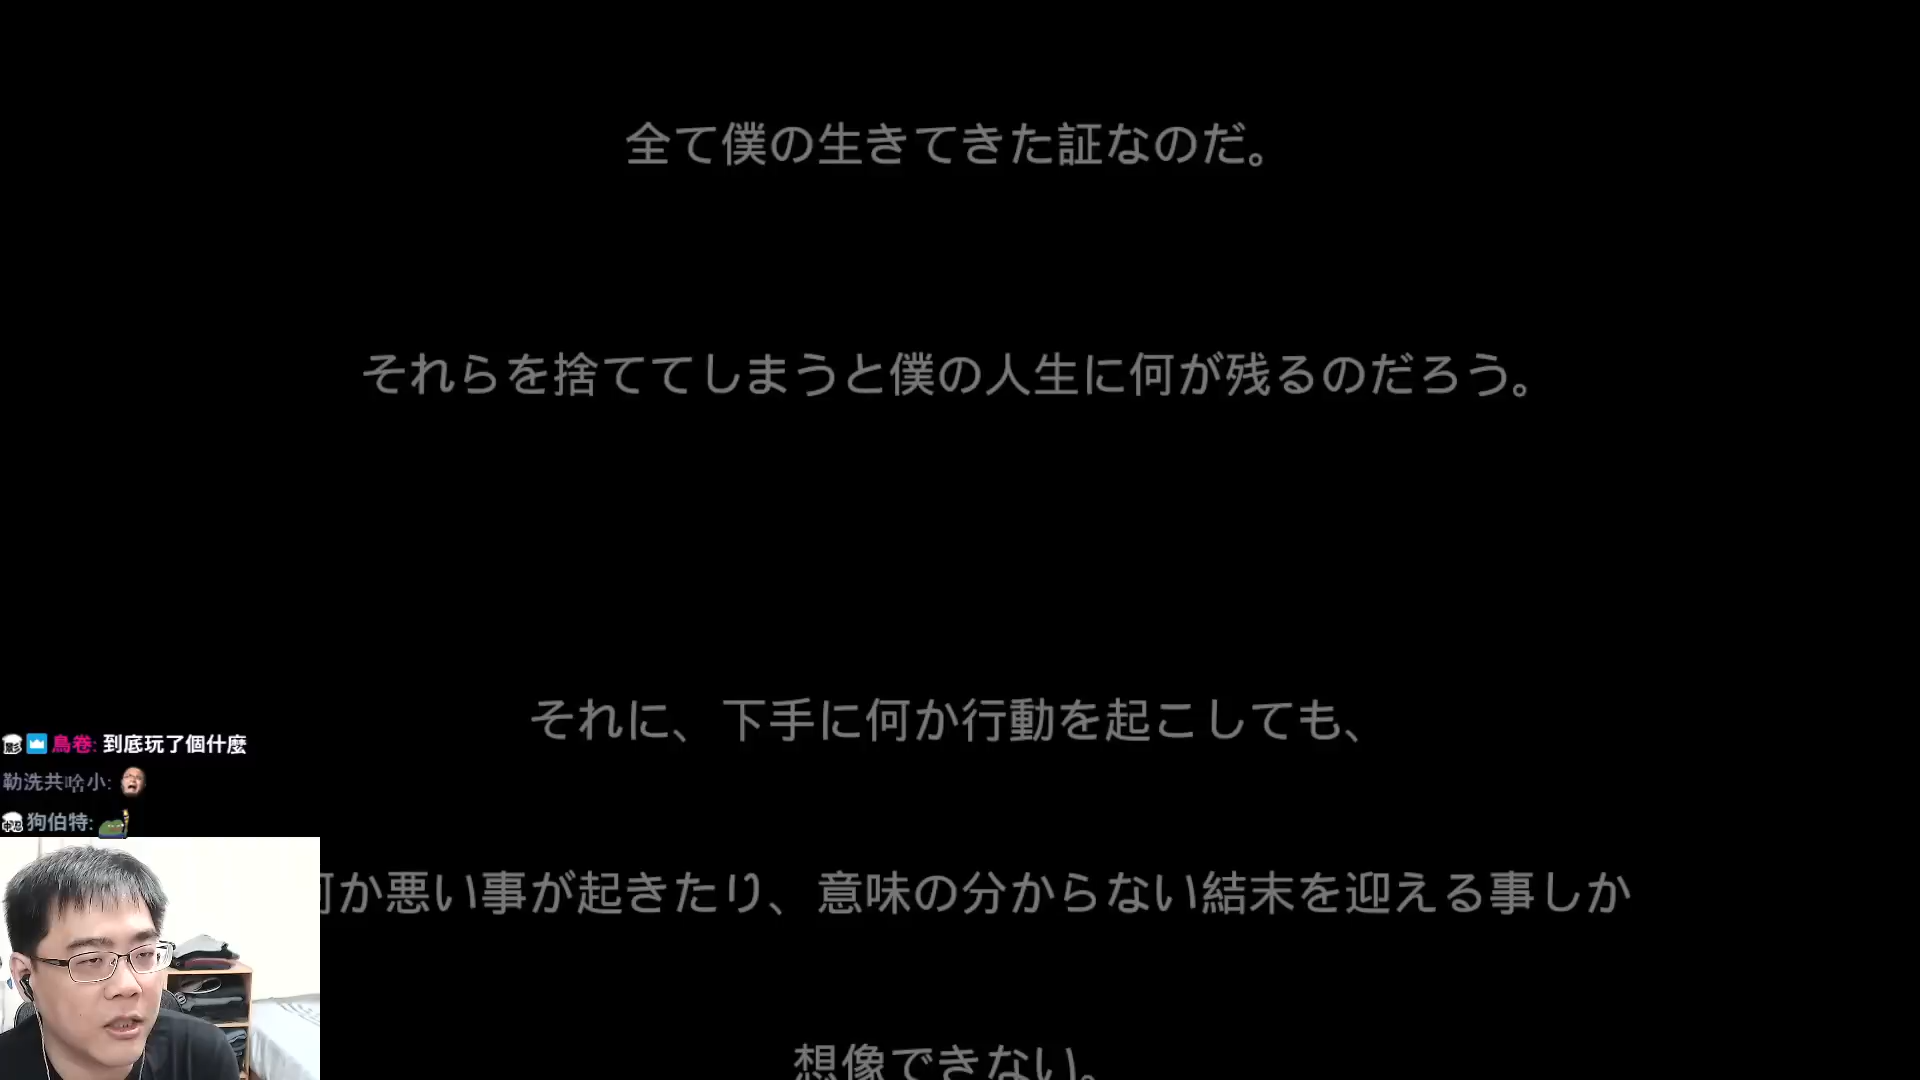 全て僕の生きてきた証なのだ。
それらを捨ててしまうと僕の人生に何が残るのだろう。
それに、下手に何か行動を起こしても、
何か悪い事が起きたり、意味の分からない結末を迎える事しか
想像できない。
鳥卷: 到底玩了個什麼
勒洗共啥小:
狗伯特: